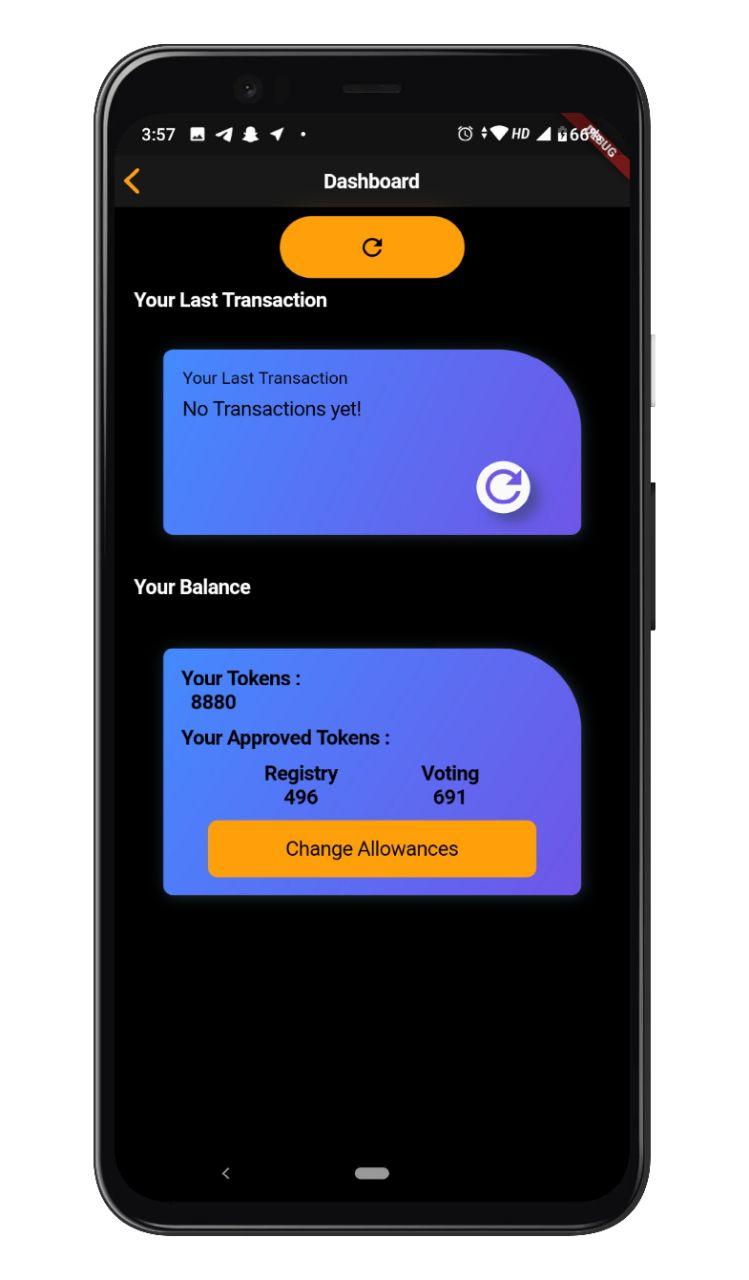 3:57
HD
66%
DEBUG
Dashboard
Your Last Transaction
Your Last Transaction
No Transactions yet!
Your Balance
Your Tokens :
8880
Your Approved Tokens :
Registry Voting
496 691
Change Allowances